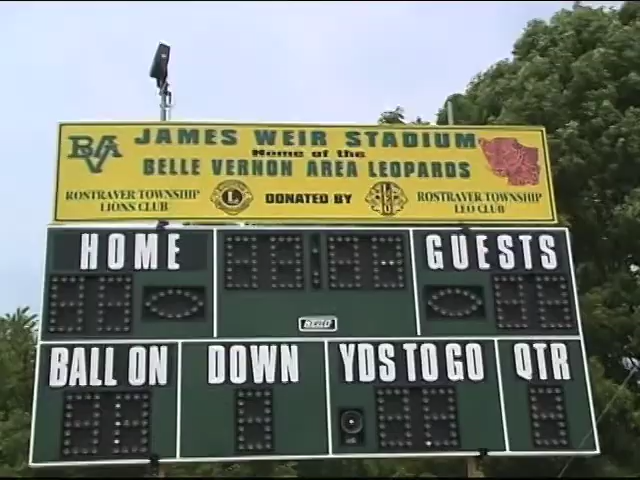 BVA
JAMES WEIR STADIUM
Home of the
BELLE VERNON AREA LEOPARDS
ROSTRAVER TOWNSHIP
LIONS CLUB
DONATED BY
ROSTRAVER TOWNSHIP
LEO CLUB
HOME
GUESTS
BALL ON
DOWN
YDS TO GO
QTR